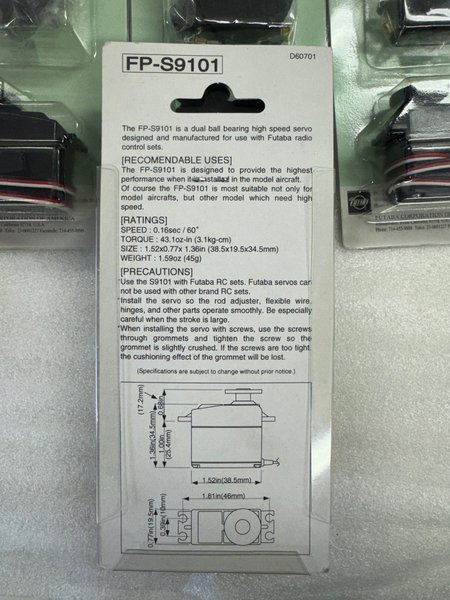 D60701
FP-S9101
The FP-S9101 is a dual ball bearing high speed servo
designed and manufactured for use with Futaba radio
control sets.
[RECOMENDABLE USES]
The FP-S9101 is designed to provide the highest
performance when it is installed in the model aircraft.
Of course the FP-S9101 is most suitable not only for
model aircrafts, but other model which need high
speed.
[RATINGS]
SPEED : 0.16sec / 60°
TORQUE : 43.1oz-in (3.1kg-cm)
SIZE : 1.52x0.77x 1.36in (38.5x19.5x34.5mm)
WEIGHT : 1.59oz (45g)
[PRECAUTIONS]
*Use the S9101 with Futaba RC sets. Futaba servos can
not be used with other brand RC sets.
*Install the servo so the rod adjuster, flexible wire,
hinges, and other parts operate smoothly. Be especially
careful when the stroke is large.
*When installing the servo with screws, use the screws
through grommets and tighten the screw so the
grommet is slightly crushed. If the screws are too tight,
the cushioning effect of the grommet will be lost.
(Specifications are subject to change without prior notice.)
(17.2mm)
0.68in
1.36in(34.5mm)
1.00in
(25.4mm)
1.52in(38.5mm)
1.81in(46mm)
0.77in(19.5mm)
0.39in(10mm)
FUTABA CORPORATION